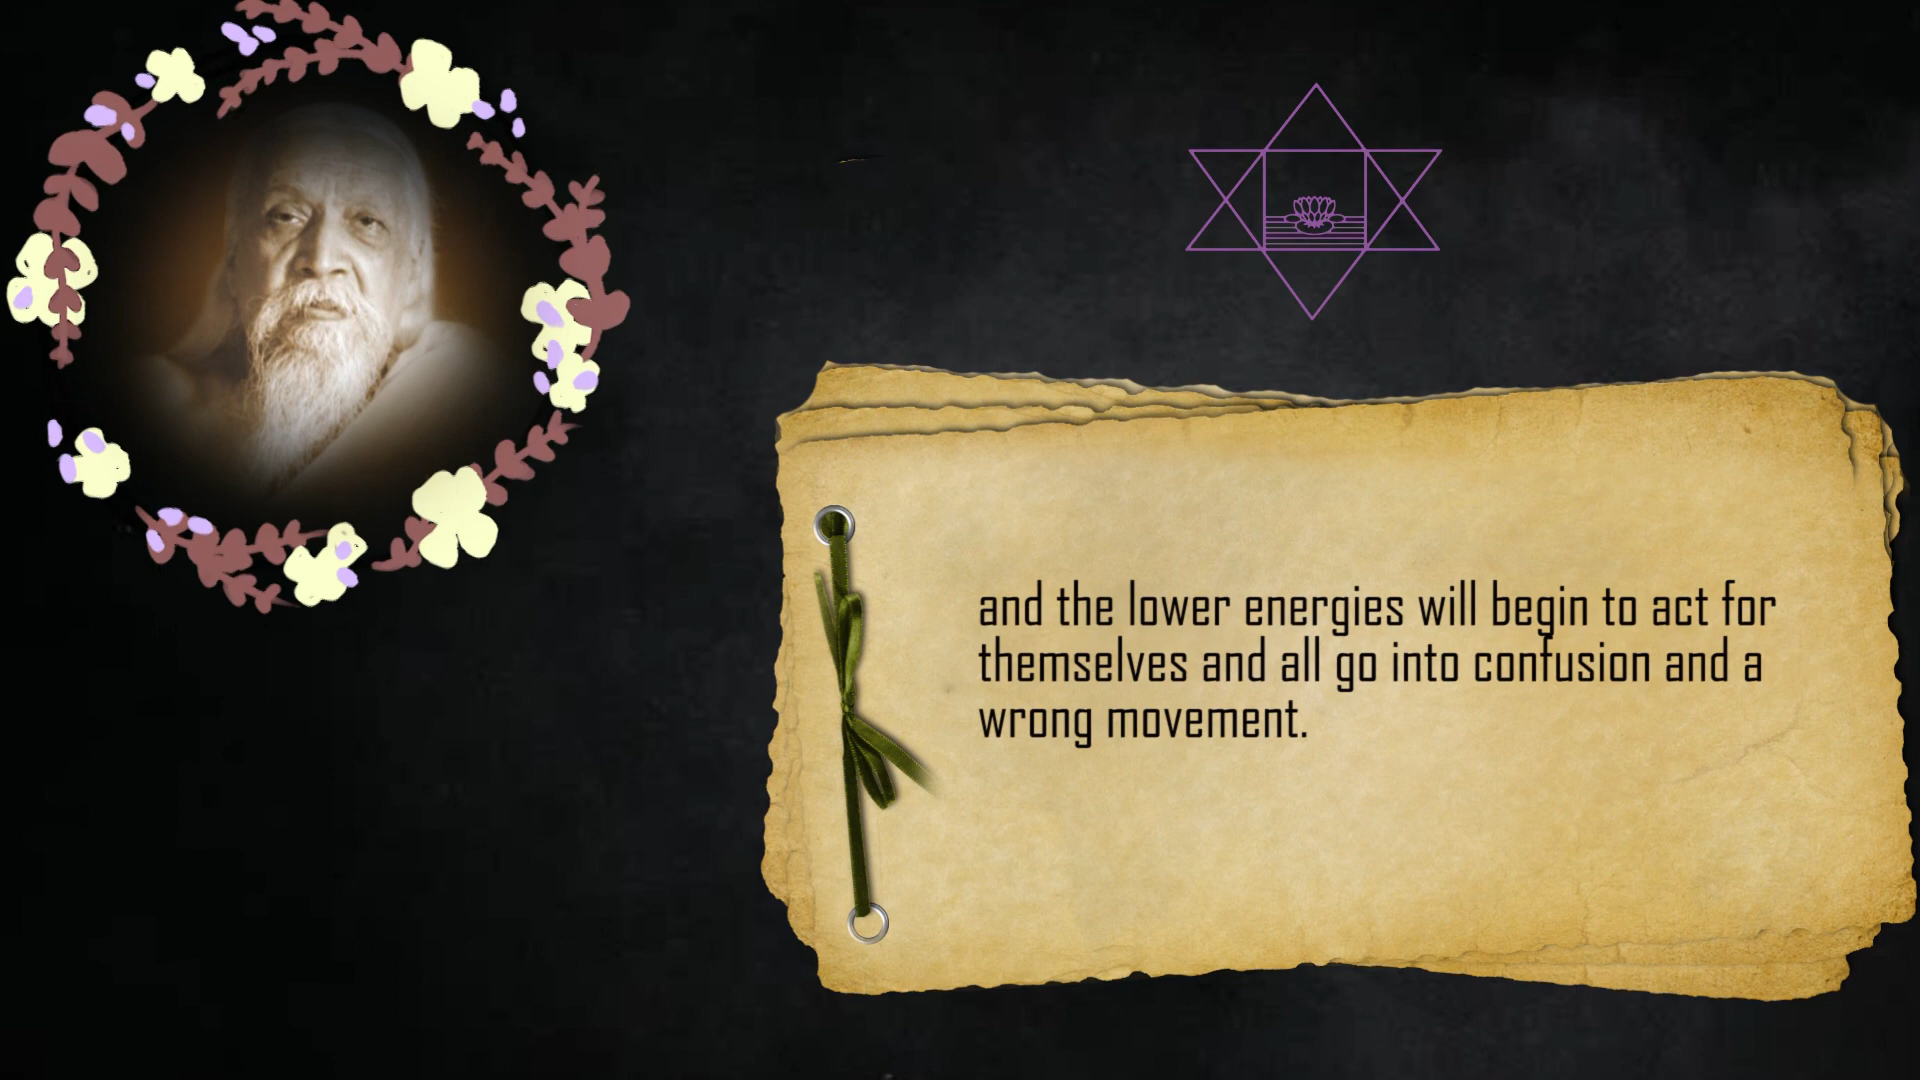 and the lower energies will begin to act for
themselves and all go into confusion and a
wrong movement.